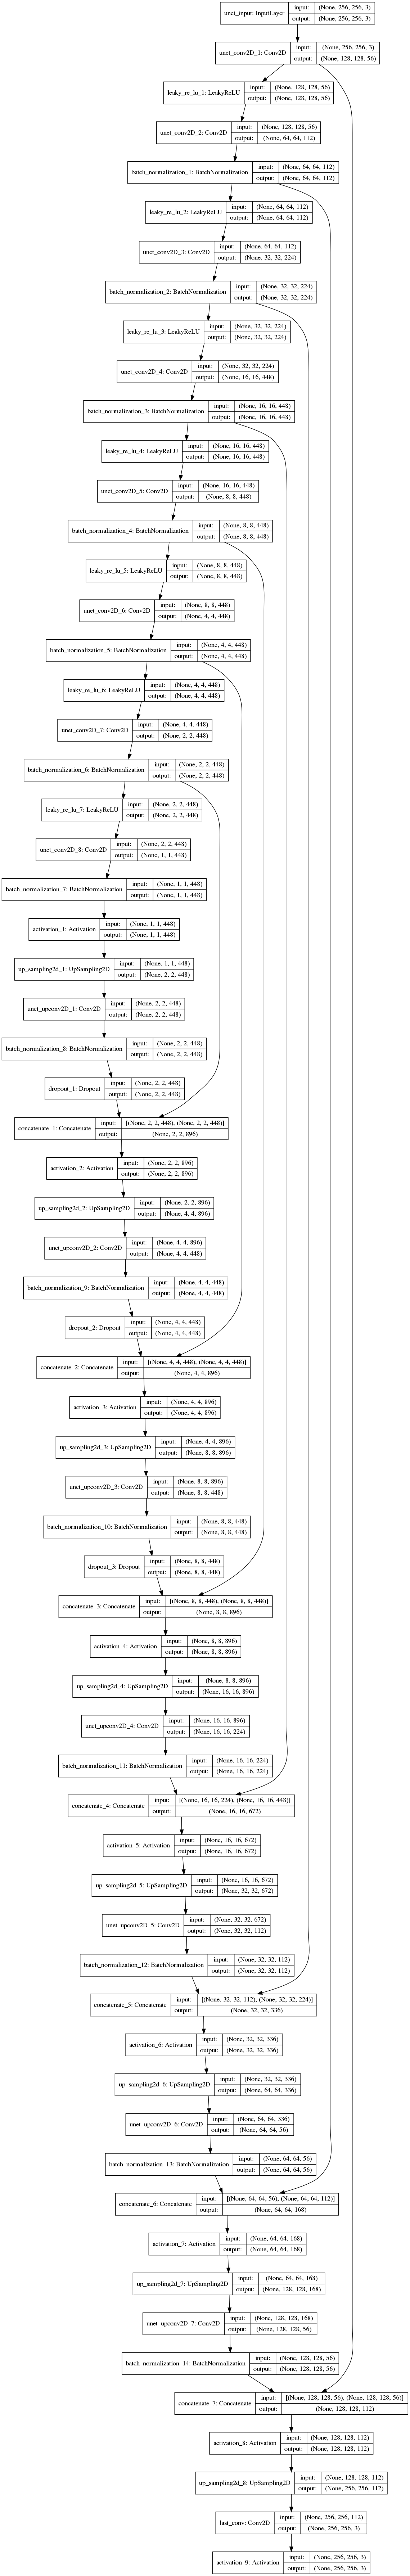 unet_input: InputLayer
input: (None, 256, 256, 3)
output: (None, 256, 256, 3)
unet_conv2D_1: Conv2D
input: (None, 256, 256, 3)
output: (None, 128, 128, 56)
leaky_re_lu_1: LeakyReLU
input: (None, 128, 128, 56)
output: (None, 128, 128, 56)
unet_conv2D_2: Conv2D
input: (None, 128, 128, 56)
output: (None, 64, 64, 112)
batch_normalization_1: BatchNormalization
input: (None, 64, 64, 112)
output: (None, 64, 64, 112)
leaky_re_lu_2: LeakyReLU
input: (None, 64, 64, 112)
output: (None, 64, 64, 112)
unet_conv2D_3: Conv2D
input: (None, 64, 64, 112)
output: (None, 32, 32, 224)
batch_normalization_2: BatchNormalization
input: (None, 32, 32, 224)
output: (None, 32, 32, 224)
leaky_re_lu_3: LeakyReLU
input: (None, 32, 32, 224)
output: (None, 32, 32, 224)
unet_conv2D_4: Conv2D
input: (None, 32, 32, 224)
output: (None, 16, 16, 448)
batch_normalization_3: BatchNormalization
input: (None, 16, 16, 448)
output: (None, 16, 16, 448)
leaky_re_lu_4: LeakyReLU
input: (None, 16, 16, 448)
output: (None, 16, 16, 448)
unet_conv2D_5: Conv2D
input: (None, 16, 16, 448)
output: (None, 8, 8, 448)
batch_normalization_4: BatchNormalization
input: (None, 8, 8, 448)
output: (None, 8, 8, 448)
leaky_re_lu_5: LeakyReLU
input: (None, 8, 8, 448)
output: (None, 8, 8, 448)
unet_conv2D_6: Conv2D
input: (None, 8, 8, 448)
output: (None, 4, 4, 448)
batch_normalization_5: BatchNormalization
input: (None, 4, 4, 448)
output: (None, 4, 4, 448)
leaky_re_lu_6: LeakyReLU
input: (None, 4, 4, 448)
output: (None, 4, 4, 448)
unet_conv2D_7: Conv2D
input: (None, 4, 4, 448)
output: (None, 2, 2, 448)
batch_normalization_6: BatchNormalization
input: (None, 2, 2, 448)
output: (None, 2, 2, 448)
leaky_re_lu_7: LeakyReLU
input: (None, 2, 2, 448)
output: (None, 2, 2, 448)
unet_conv2D_8: Conv2D
input: (None, 2, 2, 448)
output: (None, 1, 1, 448)
batch_normalization_7: BatchNormalization
input: (None, 1, 1, 448)
output: (None, 1, 1, 448)
activation_1: Activation
input: (None, 1, 1, 448)
output: (None, 1, 1, 448)
up_sampling2d_1: UpSampling2D
input: (None, 1, 1, 448)
output: (None, 2, 2, 448)
unet_upconv2D_1: Conv2D
input: (None, 2, 2, 448)
output: (None, 2, 2, 448)
batch_normalization_8: BatchNormalization
input: (None, 2, 2, 448)
output: (None, 2, 2, 448)
dropout_1: Dropout
input: (None, 2, 2, 448)
output: (None, 2, 2, 448)
concatenate_1: Concatenate
input: [(None, 2, 2, 448), (None, 2, 2, 448)]
output: (None, 2, 2, 896)
activation_2: Activation
input: (None, 2, 2, 896)
output: (None, 2, 2, 896)
up_sampling2d_2: UpSampling2D
input: (None, 2, 2, 896)
output: (None, 4, 4, 896)
unet_upconv2D_2: Conv2D
input: (None, 4, 4, 896)
output: (None, 4, 4, 448)
batch_normalization_9: BatchNormalization
input: (None, 4, 4, 448)
output: (None, 4, 4, 448)
dropout_2: Dropout
input: (None, 4, 4, 448)
output: (None, 4, 4, 448)
concatenate_2: Concatenate
input: [(None, 4, 4, 448), (None, 4, 4, 448)]
output: (None, 4, 4, 896)
activation_3: Activation
input: (None, 4, 4, 896)
output: (None, 4, 4, 896)
up_sampling2d_3: UpSampling2D
input: (None, 4, 4, 896)
output: (None, 8, 8, 896)
unet_upconv2D_3: Conv2D
input: (None, 8, 8, 896)
output: (None, 8, 8, 448)
batch_normalization_10: BatchNormalization
input: (None, 8, 8, 448)
output: (None, 8, 8, 448)
dropout_3: Dropout
input: (None, 8, 8, 448)
output: (None, 8, 8, 448)
concatenate_3: Concatenate
input: [(None, 8, 8, 448), (None, 8, 8, 448)]
output: (None, 8, 8, 896)
activation_4: Activation
input: (None, 8, 8, 896)
output: (None, 8, 8, 896)
up_sampling2d_4: UpSampling2D
input: (None, 8, 8, 896)
output: (None, 16, 16, 896)
unet_upconv2D_4: Conv2D
input: (None, 16, 16, 896)
output: (None, 16, 16, 224)
batch_normalization_11: BatchNormalization
input: (None, 16, 16, 224)
output: (None, 16, 16, 224)
concatenate_4: Concatenate
input: [(None, 16, 16, 224), (None, 16, 16, 448)]
output: (None, 16, 16, 672)
activation_5: Activation
input: (None, 16, 16, 672)
output: (None, 16, 16, 672)
up_sampling2d_5: UpSampling2D
input: (None, 16, 16, 672)
output: (None, 32, 32, 672)
unet_upconv2D_5: Conv2D
input: (None, 32, 32, 672)
output: (None, 32, 32, 112)
batch_normalization_12: BatchNormalization
input: (None, 32, 32, 112)
output: (None, 32, 32, 112)
concatenate_5: Concatenate
input: [(None, 32, 32, 112), (None, 32, 32, 224)]
output: (None, 32, 32, 336)
activation_6: Activation
input: (None, 32, 32, 336)
output: (None, 32, 32, 336)
up_sampling2d_6: UpSampling2D
input: (None, 32, 32, 336)
output: (None, 64, 64, 336)
unet_upconv2D_6: Conv2D
input: (None, 64, 64, 336)
output: (None, 64, 64, 56)
batch_normalization_13: BatchNormalization
input: (None, 64, 64, 56)
output: (None, 64, 64, 56)
concatenate_6: Concatenate
input: [(None, 64, 64, 56), (None, 64, 64, 112)]
output: (None, 64, 64, 168)
activation_7: Activation
input: (None, 64, 64, 168)
output: (None, 64, 64, 168)
up_sampling2d_7: UpSampling2D
input: (None, 64, 64, 168)
output: (None, 128, 128, 168)
unet_upconv2D_7: Conv2D
input: (None, 128, 128, 168)
output: (None, 128, 128, 56)
batch_normalization_14: BatchNormalization
input: (None, 128, 128, 56)
output: (None, 128, 128, 56)
concatenate_7: Concatenate
input: [(None, 128, 128, 56), (None, 128, 128, 56)]
output: (None, 128, 128, 112)
activation_8: Activation
input: (None, 128, 128, 112)
output: (None, 128, 128, 112)
up_sampling2d_8: UpSampling2D
input: (None, 128, 128, 112)
output: (None, 256, 256, 112)
last_conv: Conv2D
input: (None, 256, 256, 112)
output: (None, 256, 256, 3)
activation_9: Activation
input: (None, 256, 256, 3)
output: (None, 256, 256, 3)